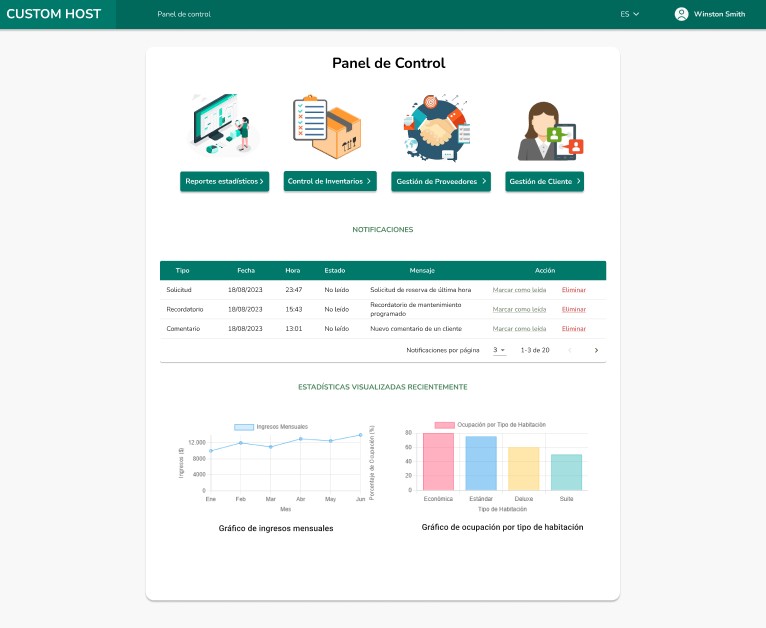 CUSTOM HOST
Panel de control
ES
Winston Smith
Panel de Control
Reportes estadísticos
Control de Inventarios
Gestión de Proveedores
Gestión de Cliente
NOTIFICACIONES
Tipo Fecha Hora Estado Mensaje Acción
Solicitud 18/08/2023 23:47 No leído Solicitud de reserva de última hora Marcar como leída Eliminar
Recordatorio 18/08/2023 15:43 No leído Recordatorio de mantenimiento programado Marcar como leída Eliminar
Comentario 18/08/2023 13:01 No leído Nuevo comentario de un cliente Marcar como leída Eliminar
Notificaciones por página 3 1-3 de 20
ESTADÍSTICAS VISUALIZADAS RECIENTEMENTE
Ingresos Mensuales
Ingresos ($)
12.000
8000
4000
0
Ene Feb Mar Abr May Jun
Mes
Gráfico de ingresos mensuales
Ocupación por Tipo de Habitación
Porcentaje de Ocupación (%)
80
60
40
20
0
Económica Estándar Deluxe Suite
Tipo de Habitación
Gráfico de ocupación por tipo de habitación